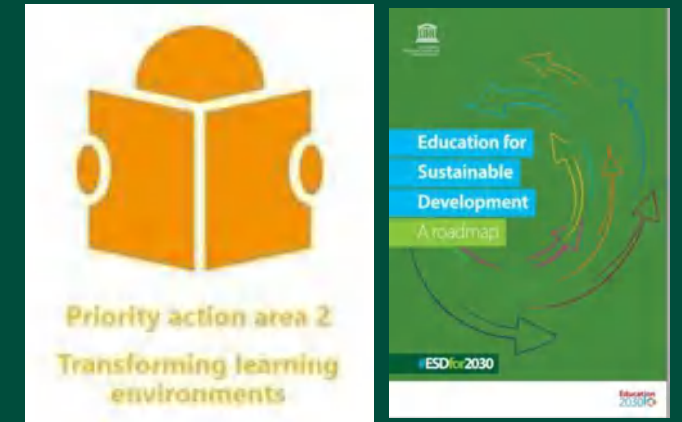 Priority action area 2
Transforming learning
environments
Education for
Sustainable
Development
A roadmap
#ESDfor2030
Education
2030